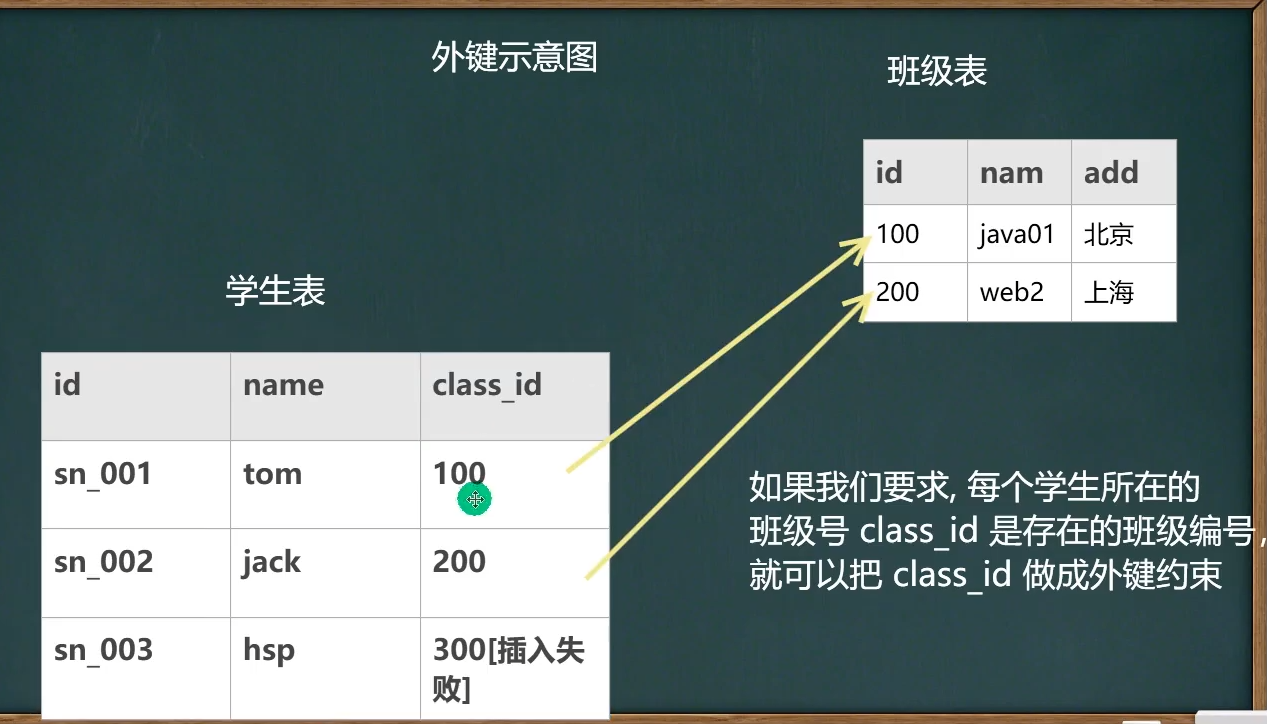 外键示意图
班级表
id nam add
100 java01 北京
200 web2 上海
学生表
id name class_id
sn_001 tom 100
sn_002 jack 200
sn_003 hsp 300[插入失
败]
如果我们要求, 每个学生所在的
班级号 class_id 是存在的班级编号,
就可以把 class_id 做成外键约束